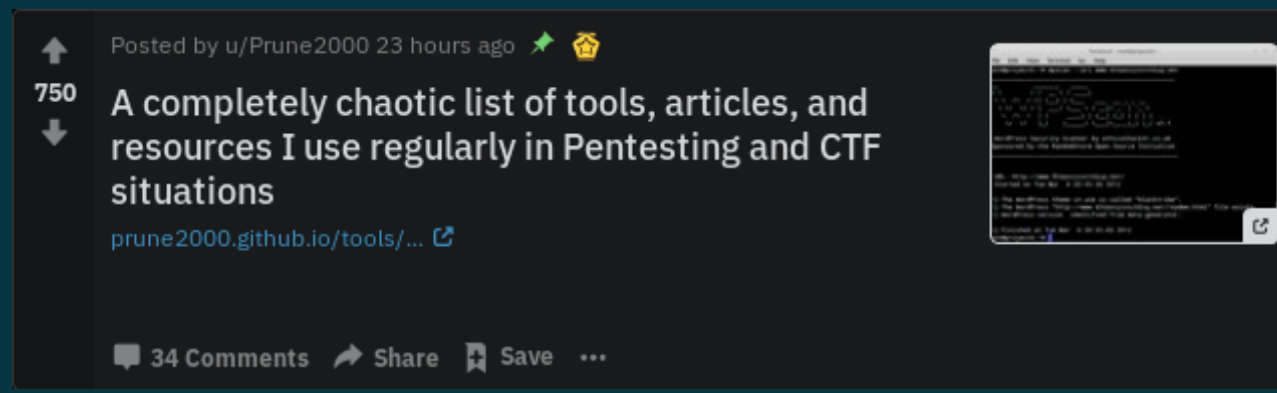 Posted by u/Prune2000 23 hours ago
750
A completely chaotic list of tools, articles, and
resources I use regularly in Pentesting and CTF
situations
prune2000.github.io/tools/...
34 Comments Share Save ...
WPScan